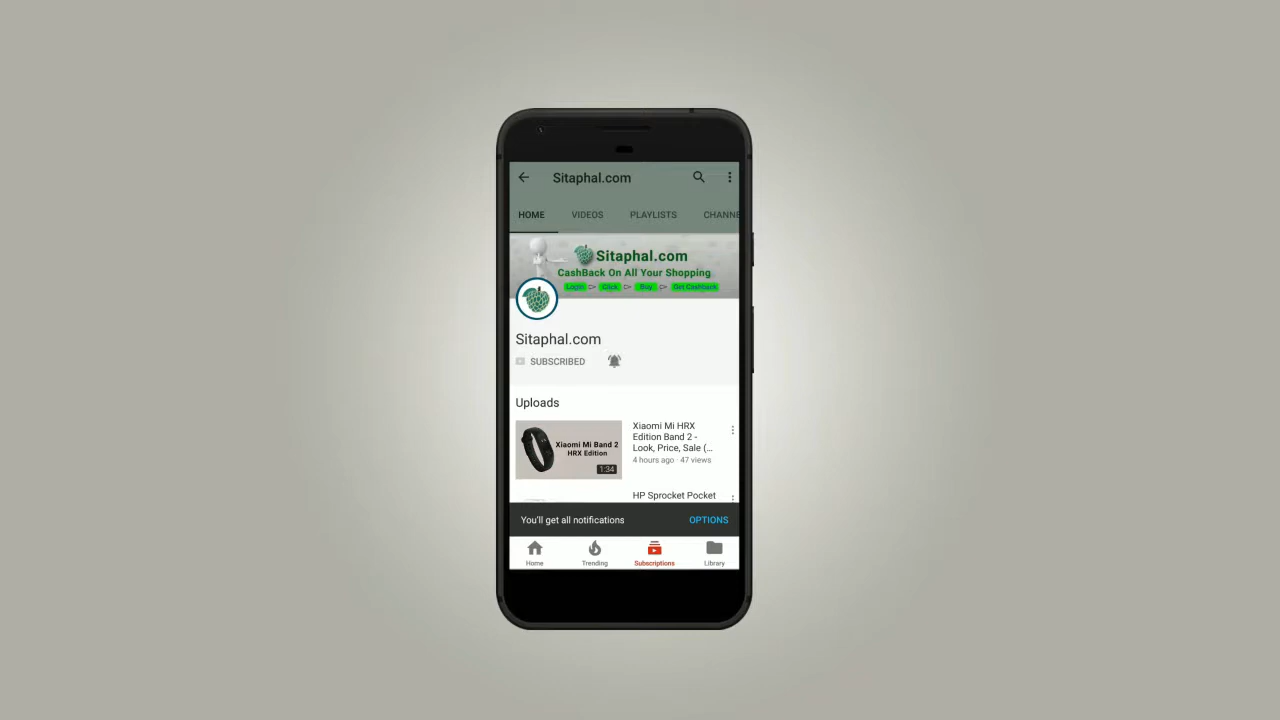 Sitaphal.com
HOME VIDEOS PLAYLISTS CHANNE
Sitaphal.com
CashBack On All Your Shopping
Login Click Buy Get Cashback
Sitaphal.com
SUBSCRIBED
Uploads
Xiaomi Mi Band 2
HRX Edition
1:34
Xiaomi Mi HRX
Edition Band 2 -
Look, Price, Sale (...
4 hours ago · 47 views
HP Sprocket Pocket
You'll get all notifications OPTIONS
Home Trending Subscriptions Library